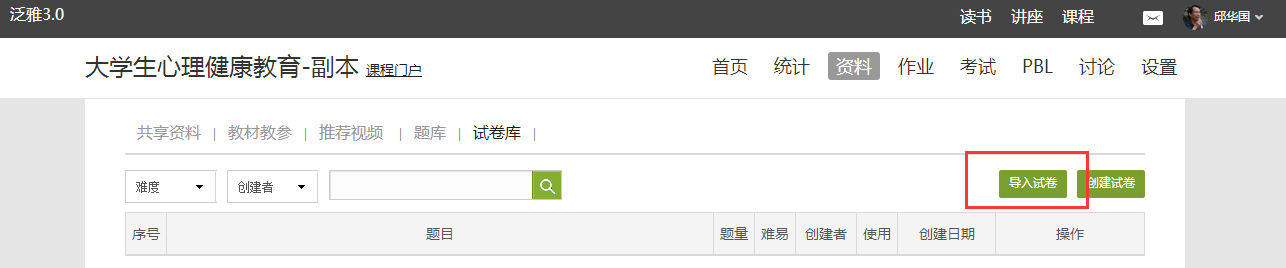 泛雅3.0 读书 讲座 课程 邱华国
大学生心理健康教育-副本 课程门户 首页 统计 资料 作业 考试 PBL 讨论 设置
共享资料 | 教材教参 | 推荐视频 | 题库 | 试卷库 |
难度 创建者 导入试卷 创建试卷
序号 题目 题量 难易 创建者 使用 创建日期 操作